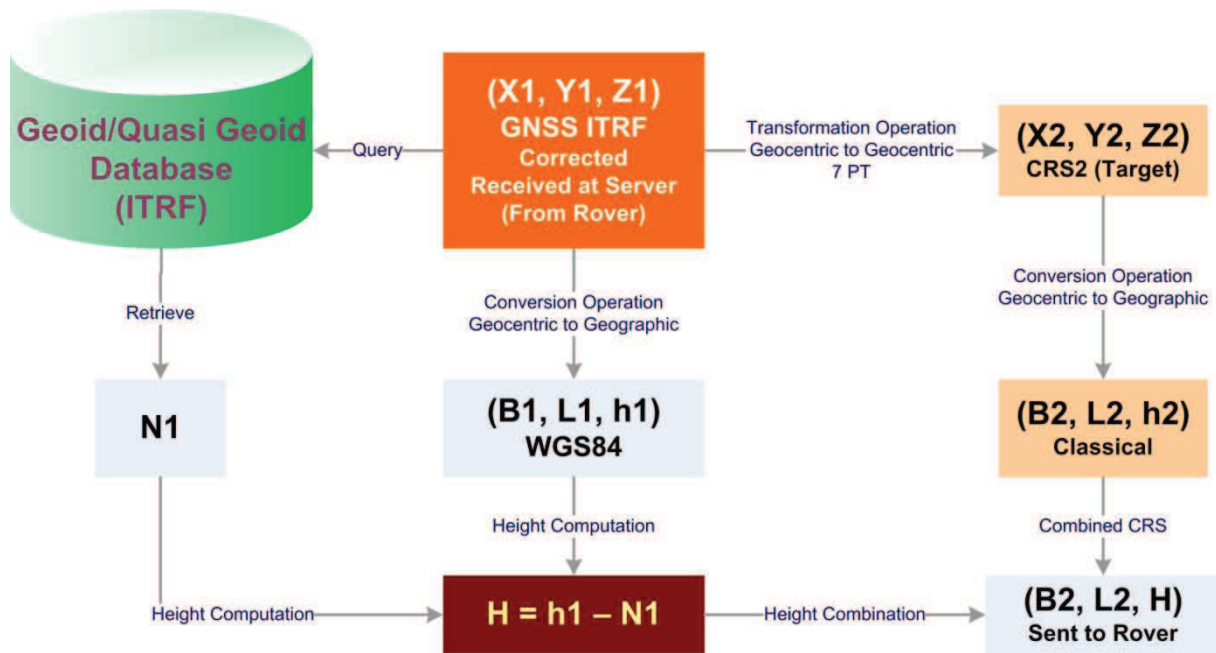 Geoid/Quasi Geoid
Database
(ITRF)
Query
(X1, Y1, Z1)
GNSS ITRF
Corrected
Received at Server
(From Rover)
Transformation Operation
Geocentric to Geocentric
7 PT
(X2, Y2, Z2)
CRS2 (Target)
Retrieve
Conversion Operation
Geocentric to Geographic
Conversion Operation
Geocentric to Geographic
N1
(B1, L1, h1)
WGS84
(B2, L2, h2)
Classical
Height Computation
Combined CRS
Height Computation
H = h1 – N1
Height Combination
(B2, L2, H)
Sent to Rover